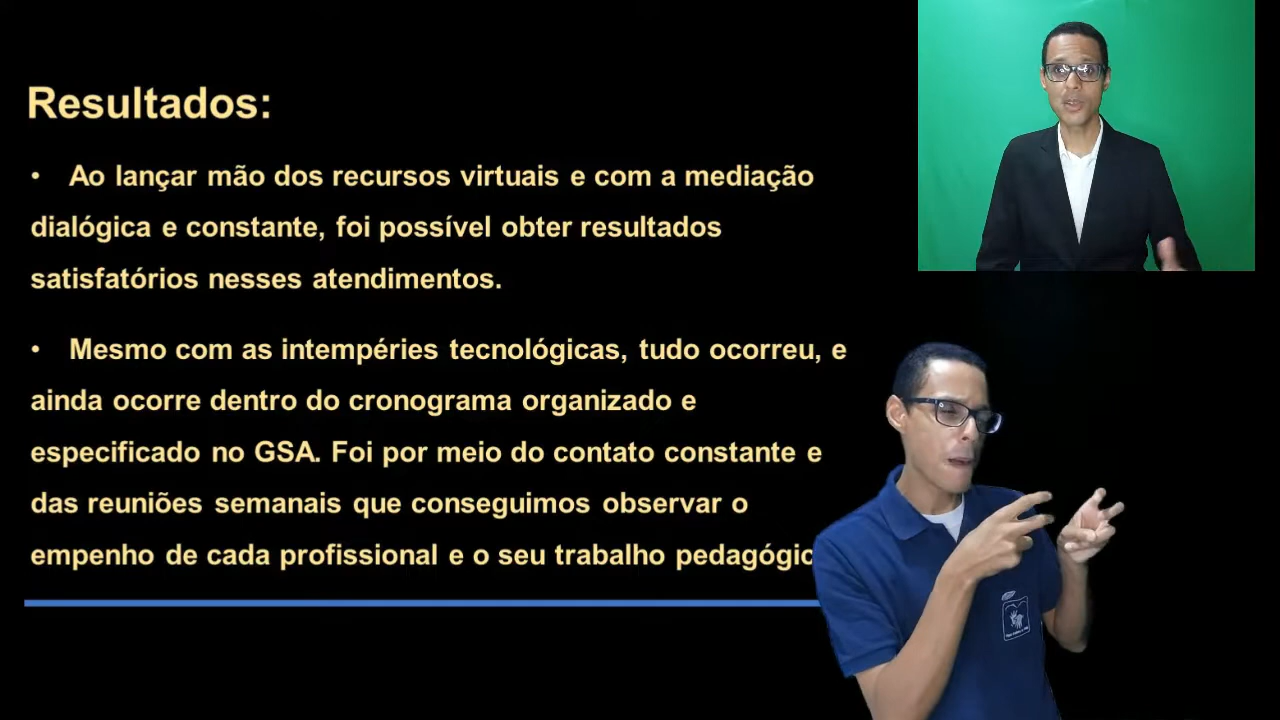 Resultados:
• Ao lançar mão dos recursos virtuais e com a mediação
dialógica e constante, foi possível obter resultados
satisfatórios nesses atendimentos.
• Mesmo com as intempéries tecnológicas, tudo ocorreu, e
ainda ocorre dentro do cronograma organizado e
especificado no GSA. Foi por meio do contato constante e
das reuniões semanais que conseguimos observar o
empenho de cada profissional e o seu trabalho pedagógic